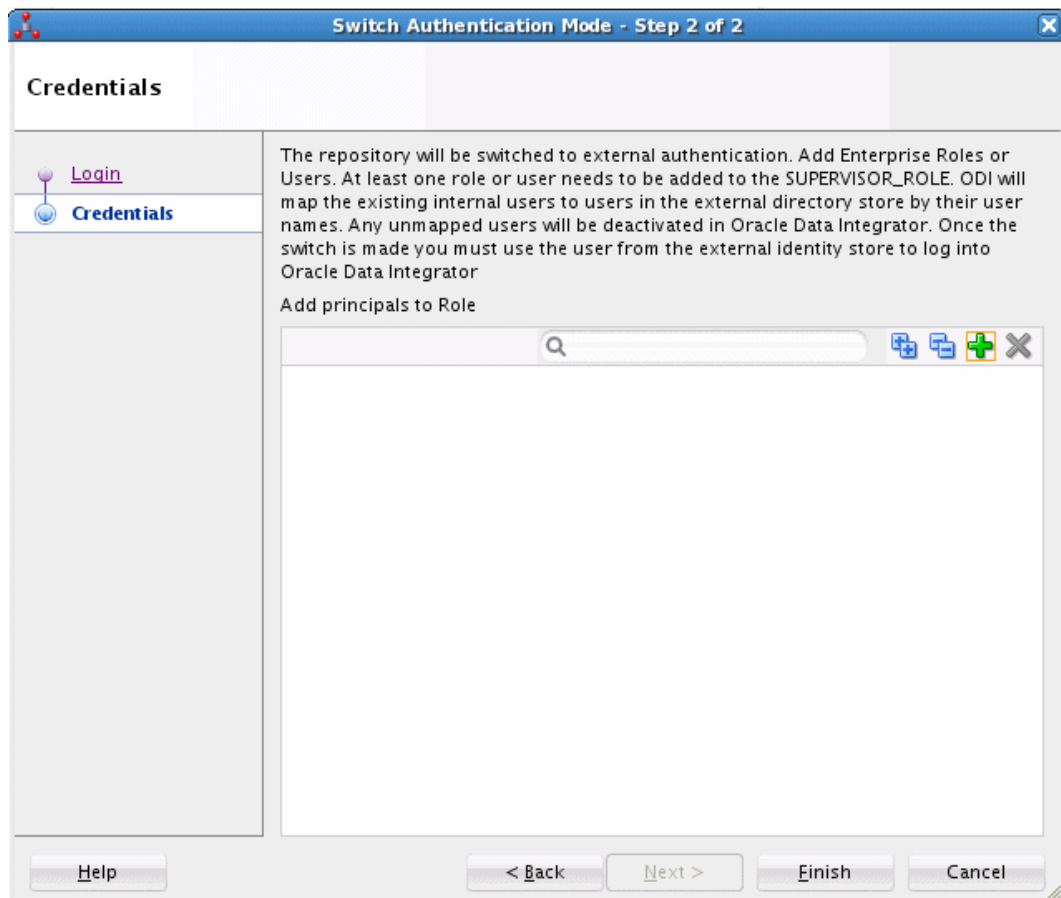 Switch Authentication Mode - Step 2 of 2
Credentials
Login
Credentials
The repository will be switched to external authentication. Add Enterprise Roles or
Users. At least one role or user needs to be added to the SUPERVISOR_ROLE. ODI will
map the existing internal users to users in the external directory store by their user
names. Any unmapped users will be deactivated in Oracle Data Integrator. Once the
switch is made you must use the user from the external identity store to log into
Oracle Data Integrator
Add principals to Role
Help
< Back
Next >
Finish
Cancel